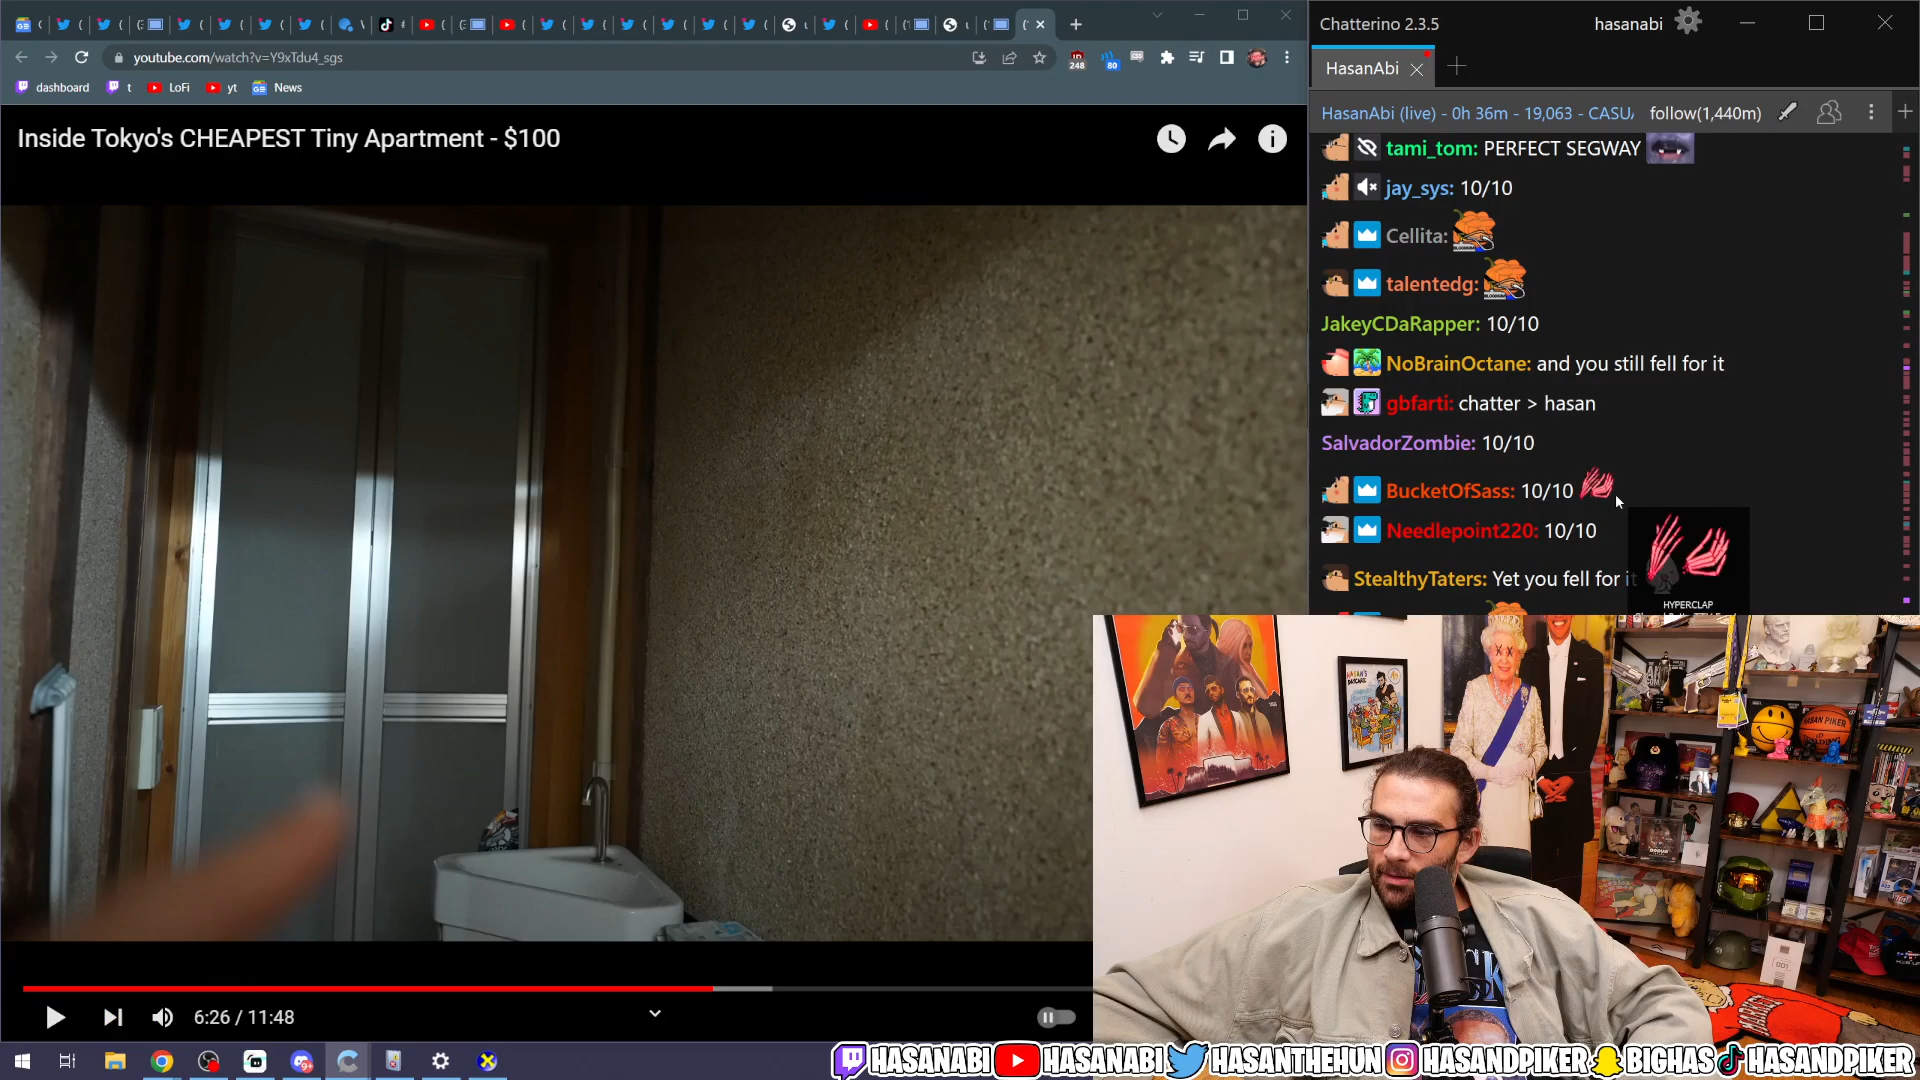 Chatterino 2.3.5
hasanabi
youtube.com/watch?v=Y9xTdu4_sgs
248
80
HasanAbi
dashboard
t
LoFi
yt
News
HasanAbi (live) - 0h 36m - 19,063 - CASU
follow(1,440m)
Inside Tokyo's CHEAPEST Tiny Apartment - $100
tami_tom: PERFECT SEGWAY
jay_sys: 10/10
Cellita:
talentedg:
JakeyCDaRapper: 10/10
NoBrainOctane: and you still fell for it
gbfarti: chatter > hasan
SalvadorZombie: 10/10
BucketOfSass: 10/10
Needlepoint220: 10/10
StealthyTaters: Yet you fell for it
HYPERCLAP
HASAN PIKER
6:26 / 11:48
HASANABI
HASANABI
HASANTHEHUN
HASANDPIKER
BIGHAS
HASANDPIKER